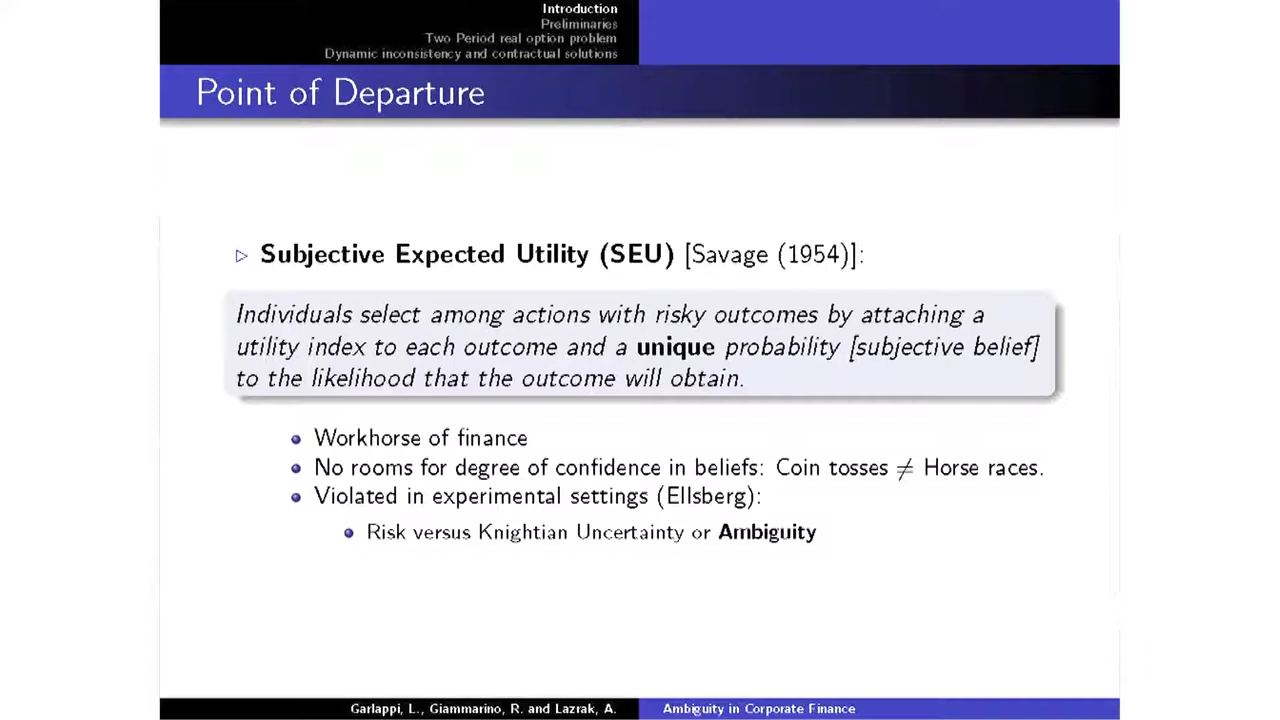 Introduction
Preliminaries
Two Period real option problem
Dynamic inconsistency and contractual solutions
Point of Departure
▷ Subjective Expected Utility (SEU) [Savage (1954)]:
Individuals select among actions with risky outcomes by attaching a
utility index to each outcome and a unique probability [subjective belief]
to the likelihood that the outcome will obtain.
• Workhorse of finance
• No rooms for degree of confidence in beliefs: Coin tosses ≠ Horse races.
• Violated in experimental settings (Ellsberg):
• Risk versus Knightian Uncertainty or Ambiguity
Garlappi, L., Giammarino, R. and Lazrak, A.
Ambiguity in Corporate Finance